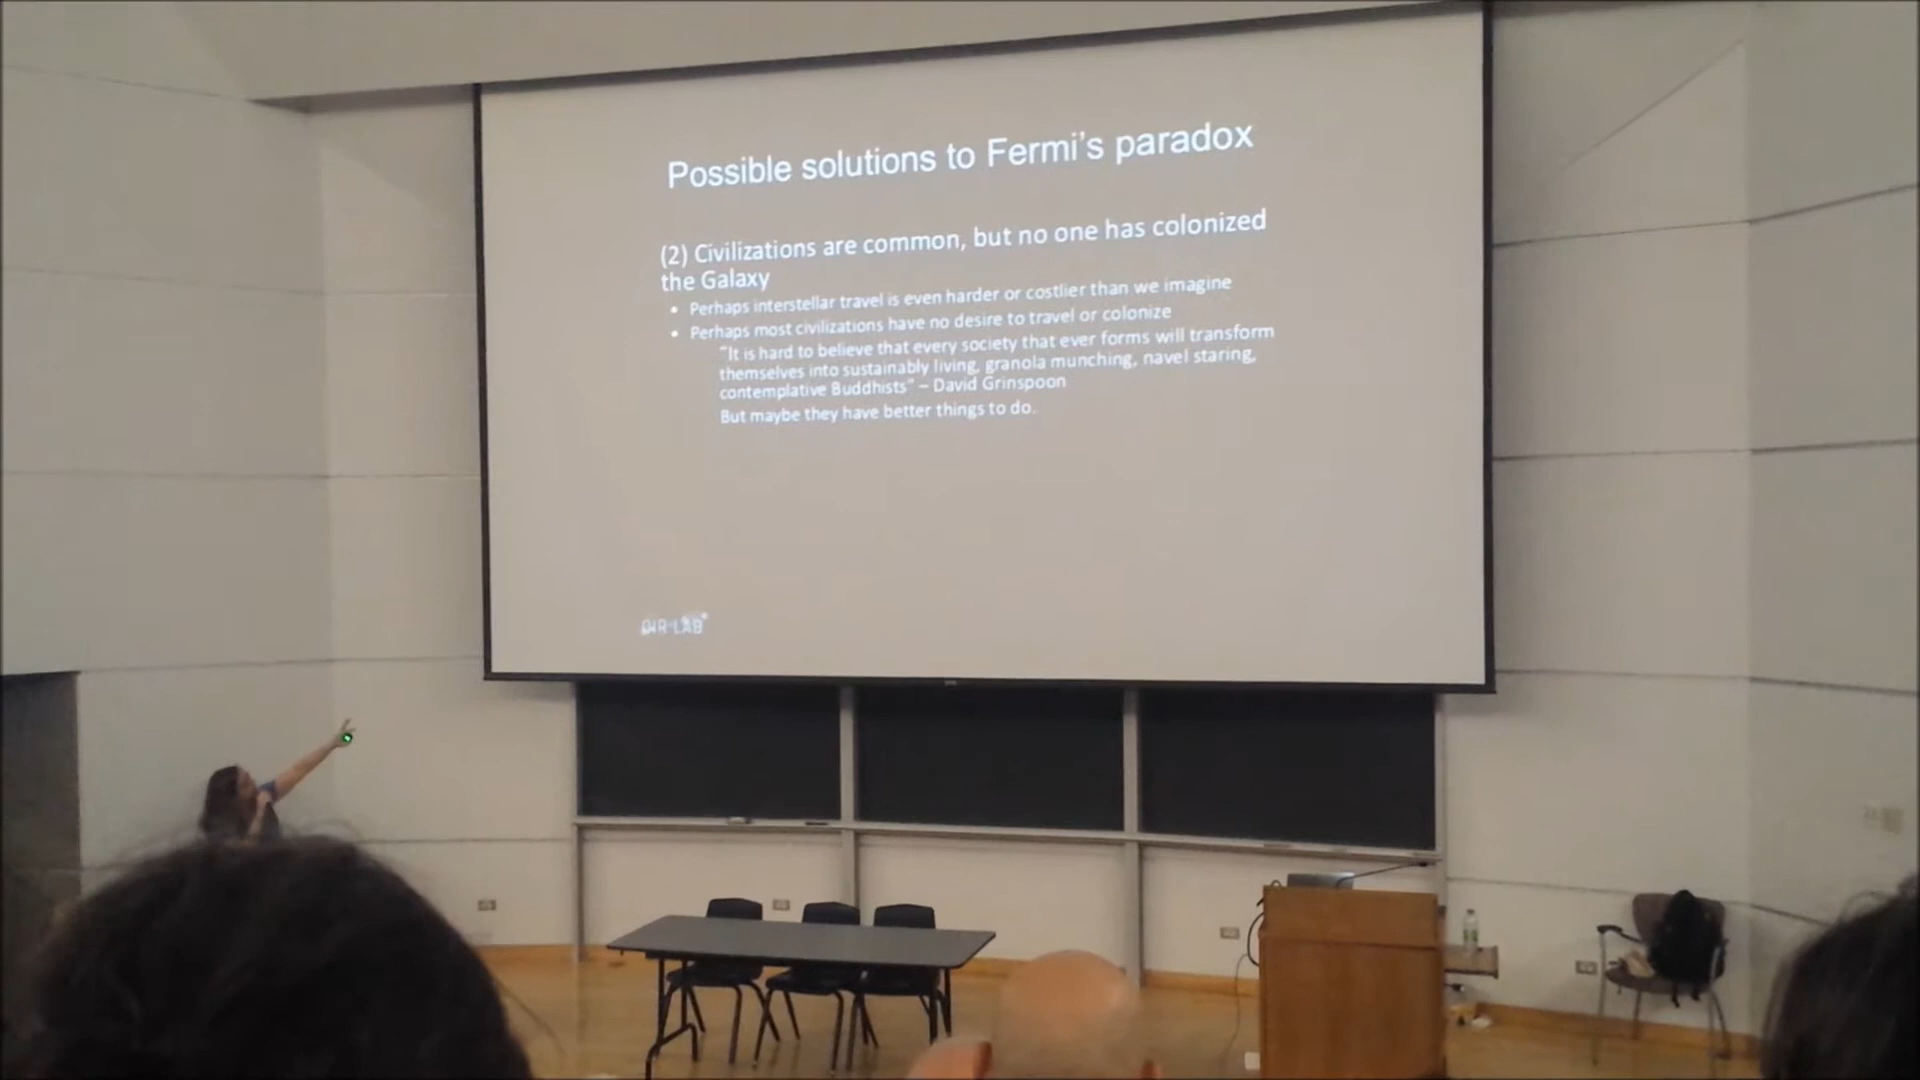 Possible solutions to Fermi's paradox
(2) Civilizations are common, but no one has colonized
the Galaxy
• Perhaps interstellar travel is even harder or costlier than we imagine
• Perhaps most civilizations have no desire to travel or colonize
"It is hard to believe that every society that ever forms will transform
themselves into sustainably living, granola munching, navel staring,
contemplative Buddhists" – David Grinspoon
But maybe they have better things to do.